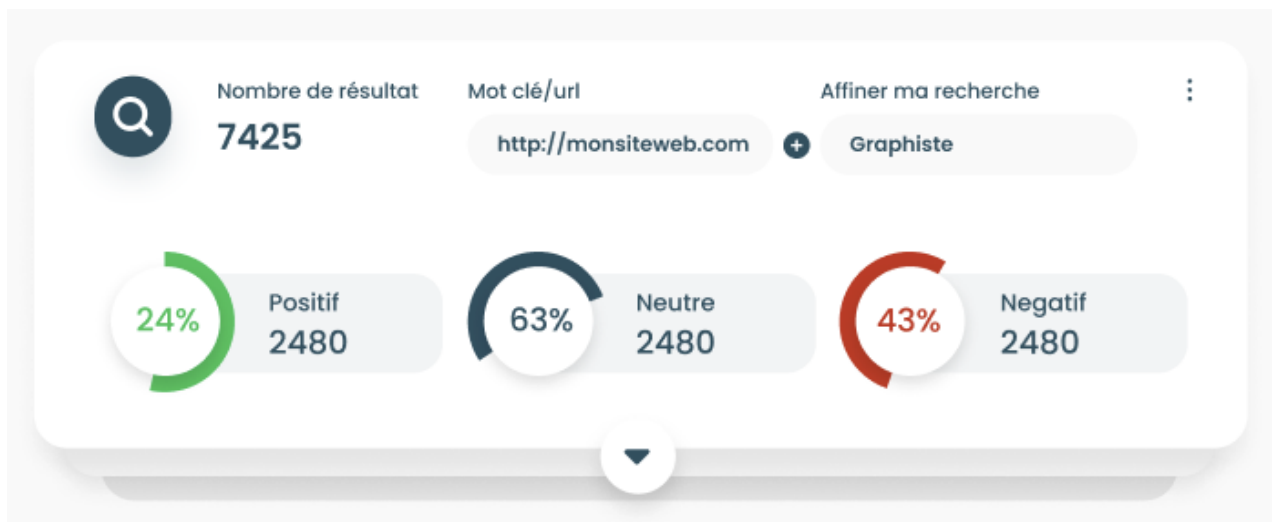 Nombre de résultat
7425
Mot clé/url
http://monsiteweb.com
Affiner ma recherche
Graphiste
24%
Positif
2480
63%
Neutre
2480
43%
Negatif
2480